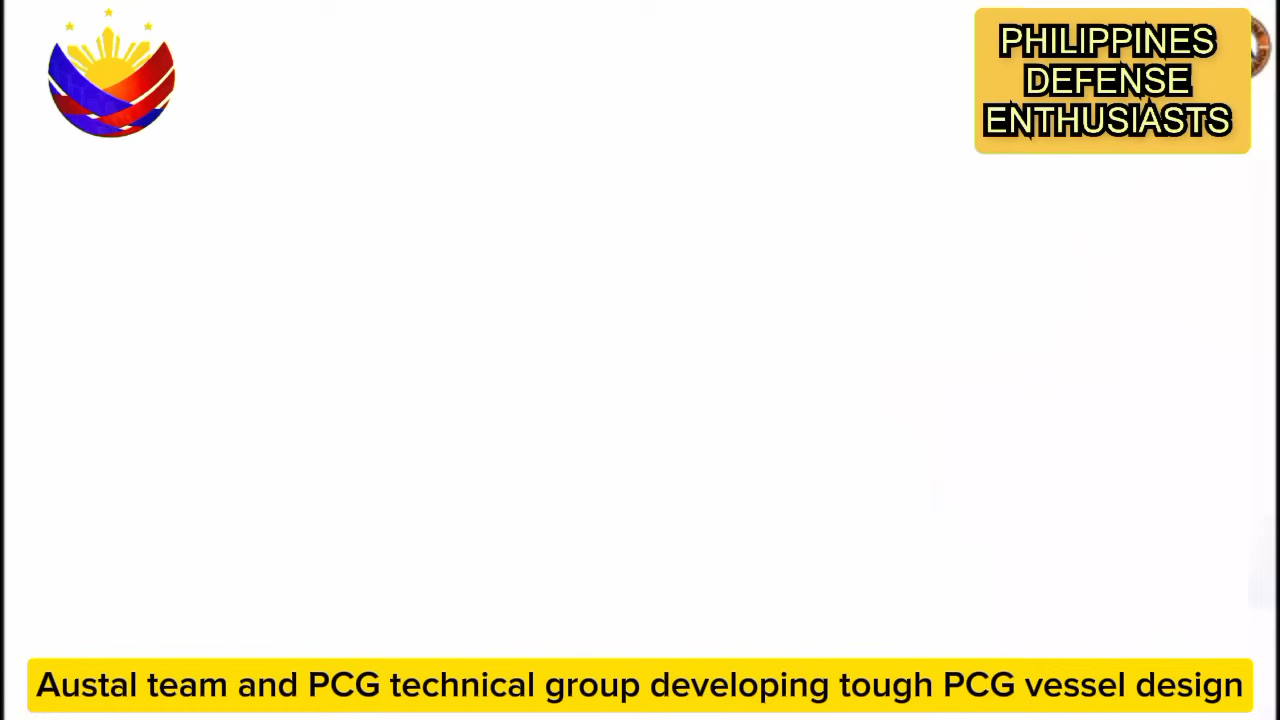 PHILIPPINES
DEFENSE
ENTHUSIASTS
Austal team and PCG technical group developing tough PCG vessel design